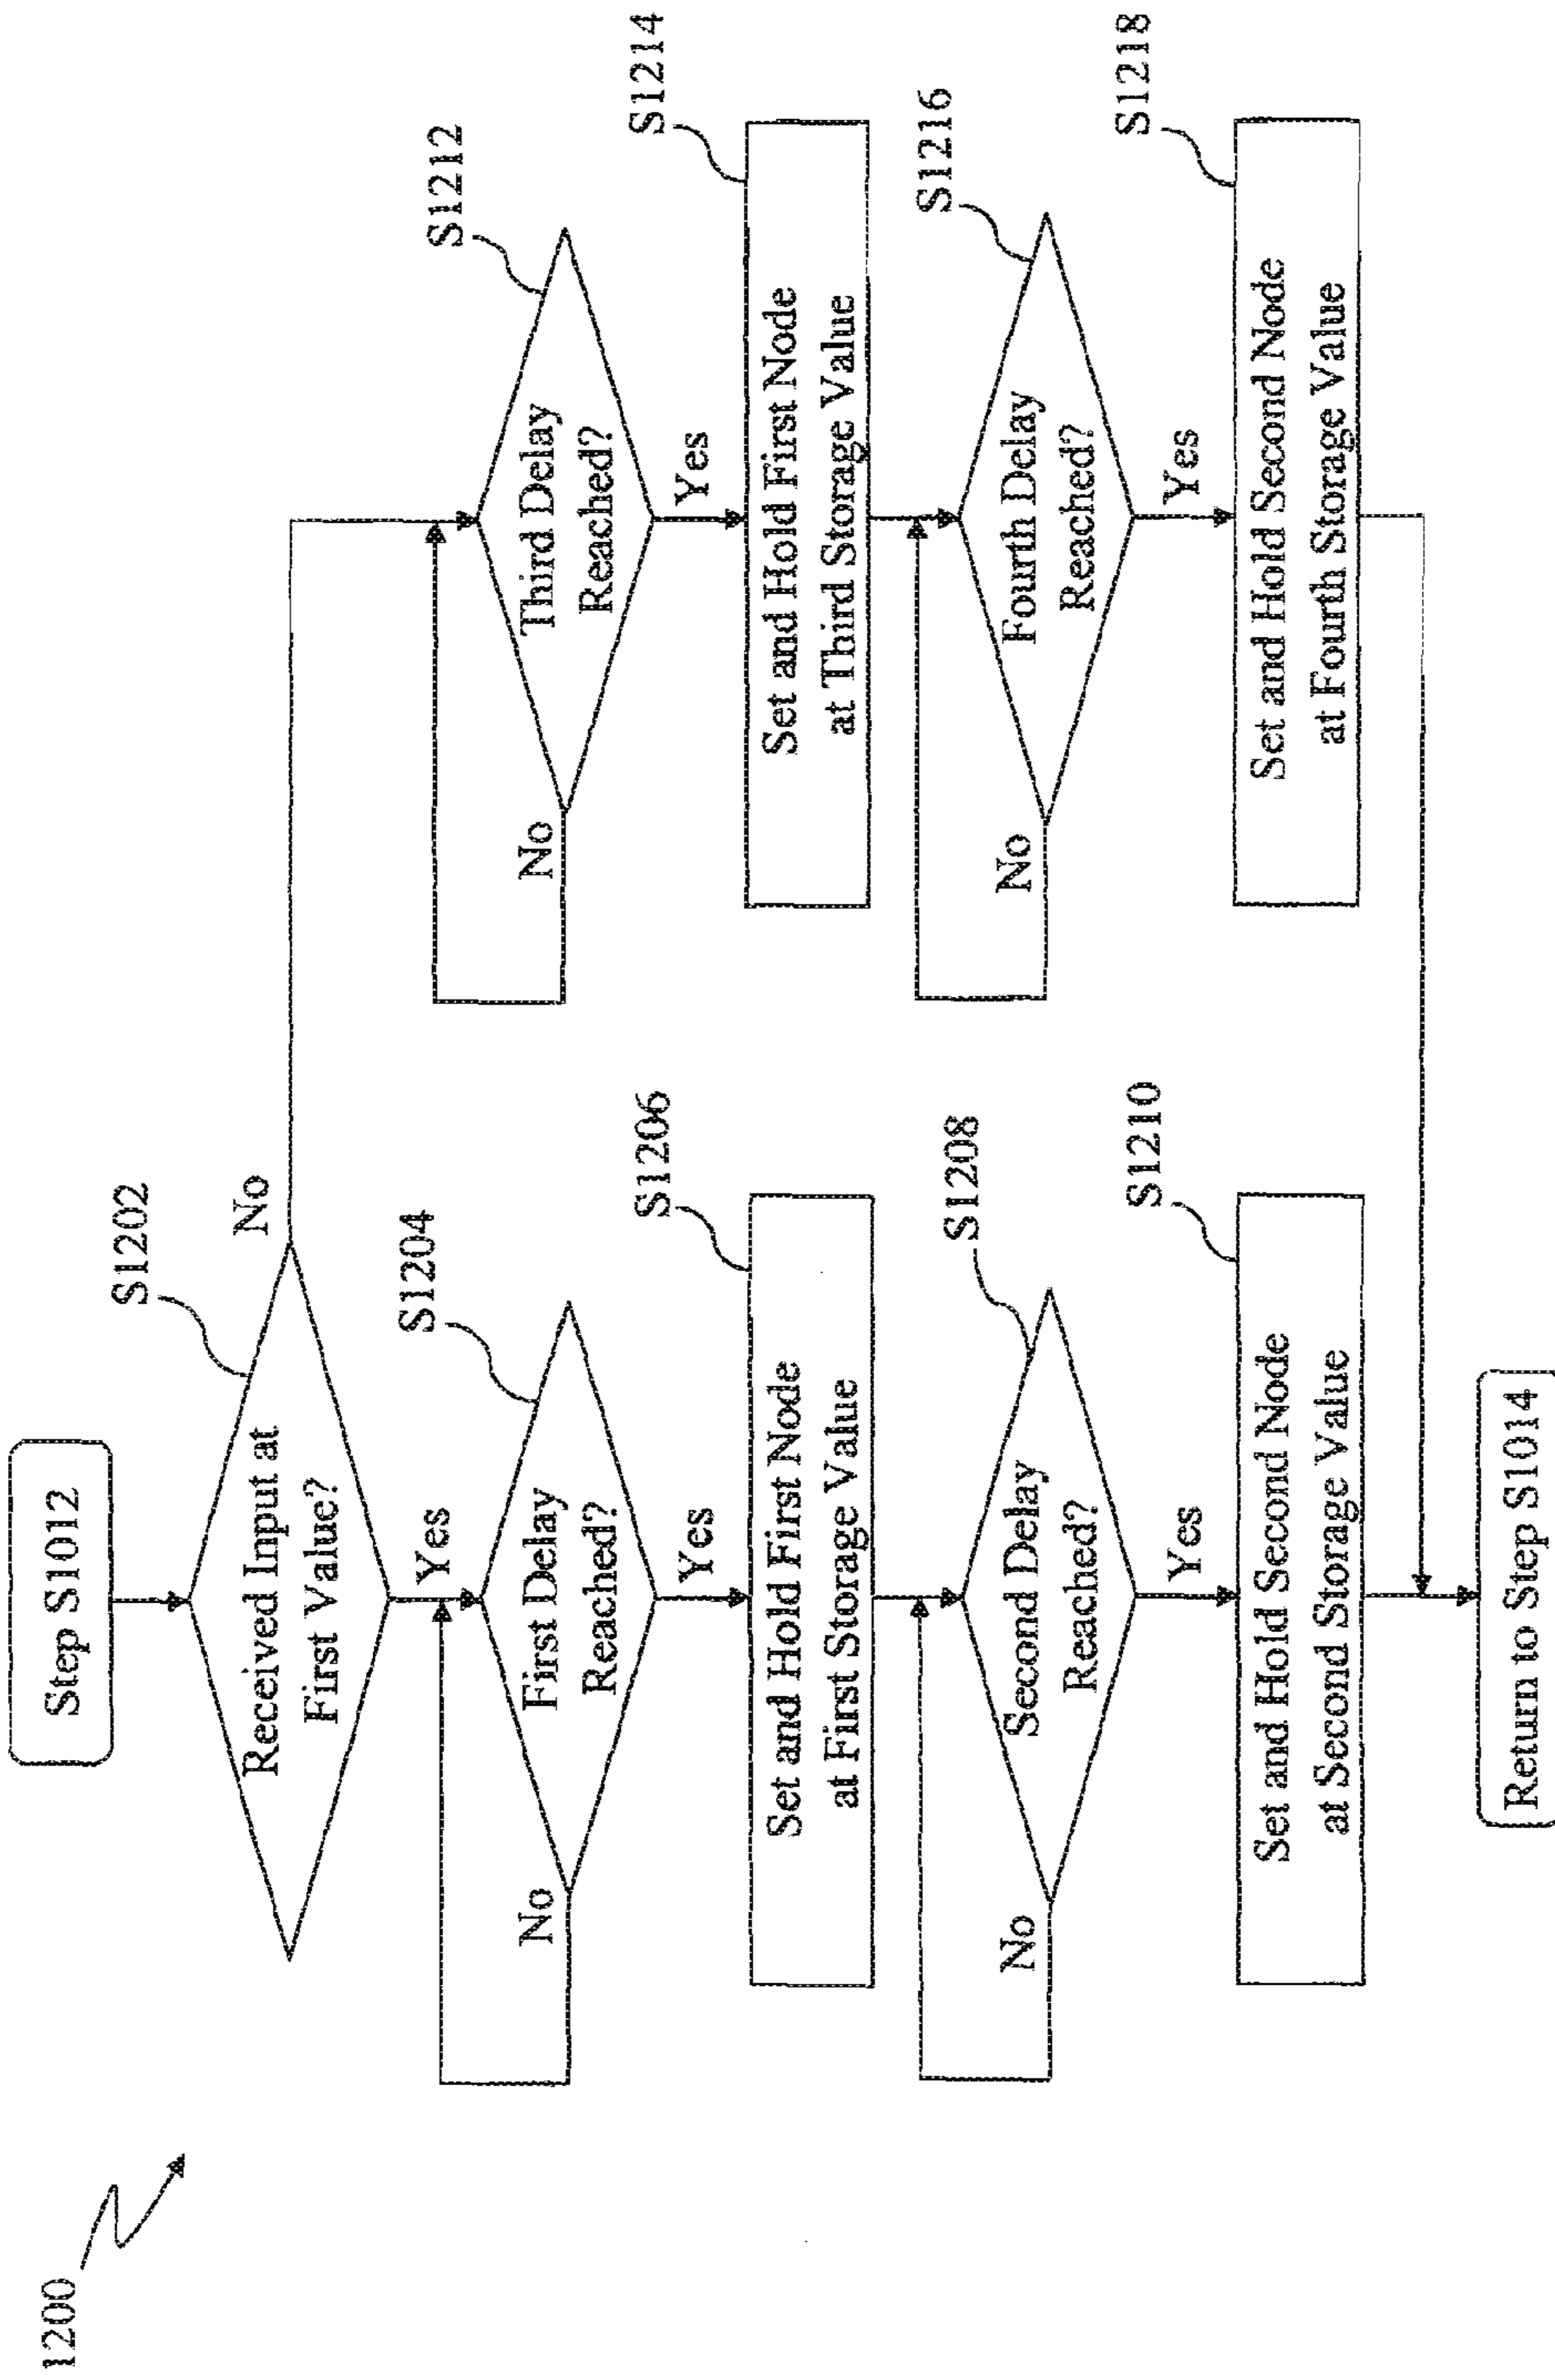 1200
Step S1012
S1202
Received Input at
First Value?
No
Yes
S1204
First Delay
Reached?
No
Yes
S1206
Set and Hold First Node
at First Storage Value
S1208
Second Delay
Reached?
No
Yes
S1210
Set and Hold Second Node
at Second Storage Value
S1212
Third Delay
Reached?
No
Yes
S1214
Set and Hold First Node
at Third Storage Value
S1216
Fourth Delay
Reached?
No
Yes
S1218
Set and Hold Second Node
at Fourth Storage Value
Return to Step S1014